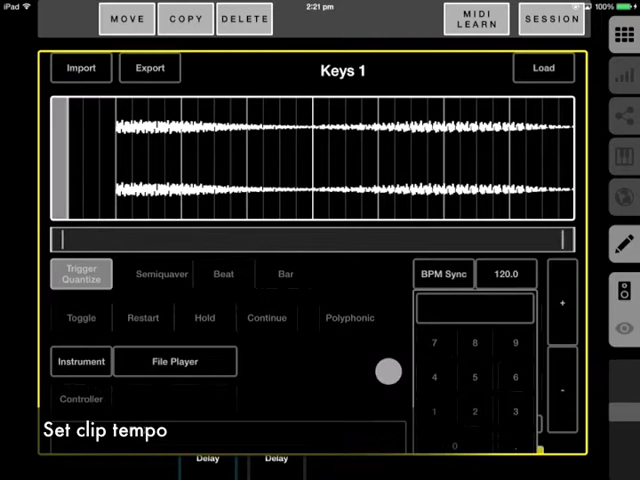 iPad 2:21 pm 100%
MOVE COPY DELETE MIDI LEARN SESSION
Import Export Keys 1 Load
Trigger Quantize Semiquaver Beat Bar BPM Sync 120.0
+
Toggle Restart Hold Continue Polyphonic
7 8 9
Instrument File Player
4 5 6
-
Controller
1 2 3
Set clip tempo
0
Delay Delay